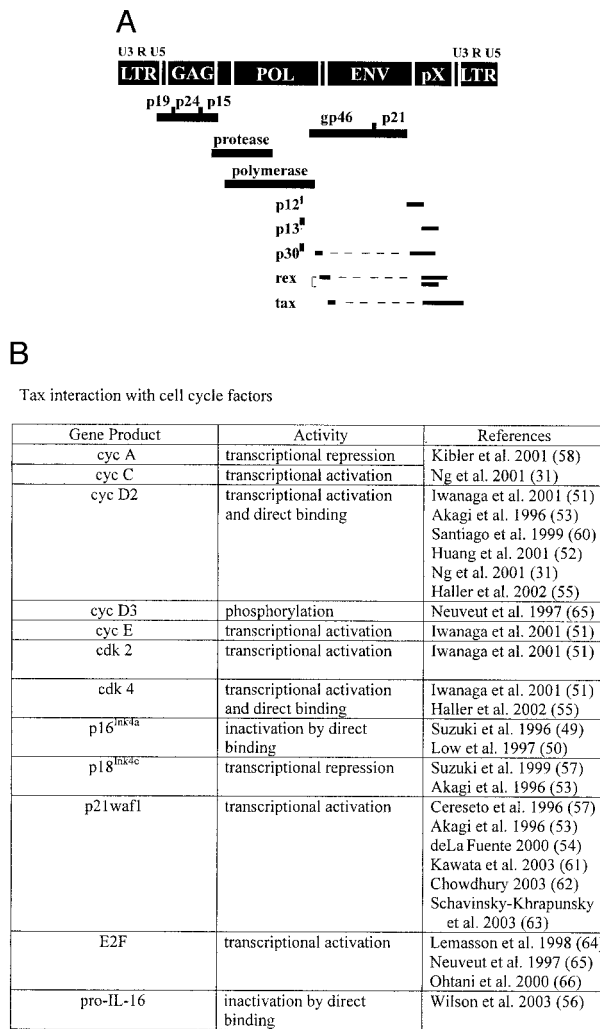 A
U3 R U5 U3 R U5
LTR GAG POL ENV pX LTR
p19 p24 p15
gp46 p21
protease
polymerase
p12
p13
p30
rex
tax
B
Tax interaction with cell cycle factors
Gene Product Activity References
cyc A transcriptional repression Kibler et al. 2001 (58)
cyc C transcriptional activation Ng et al. 2001 (31)
cyc D2 transcriptional activation Iwanaga et al. 2001 (51)
and direct binding Akagi et al. 1996 (53)
Santiago et al. 1999 (60)
Huang et al. 2001 (52)
Ng et al. 2001 (31)
Haller et al. 2002 (55)
cyc D3 phosphorylation Neuveut et al. 1997 (65)
cyc E transcriptional activation Iwanaga et al. 2001 (51)
cdk 2 transcriptional activation Iwanaga et al. 2001 (51)
cdk 4 transcriptional activation Iwanaga et al. 2001 (51)
and direct binding Haller et al. 2002 (55)
p16Ink4a inactivation by direct Suzuki et al. 1996 (49)
binding Low et al. 1997 (50)
p18Ink4c transcriptional repression Suzuki et al. 1999 (57)
Akagi et al. 1996 (53)
p21waf1 transcriptional activation Cereseto et al. 1996 (57)
Akagi et al. 1996 (53)
deLa Fuente 2000 (54)
Kawata et al. 2003 (61)
Chowdhury 2003 (62)
Schavinsky-Khrapunsky
et al. 2003 (63)
E2F transcriptional activation Lemasson et al. 1998 (64)
Neuveut et al. 1997 (65)
Ohtani et al. 2000 (66)
pro-IL-16 inactivation by direct Wilson et al. 2003 (56)
binding